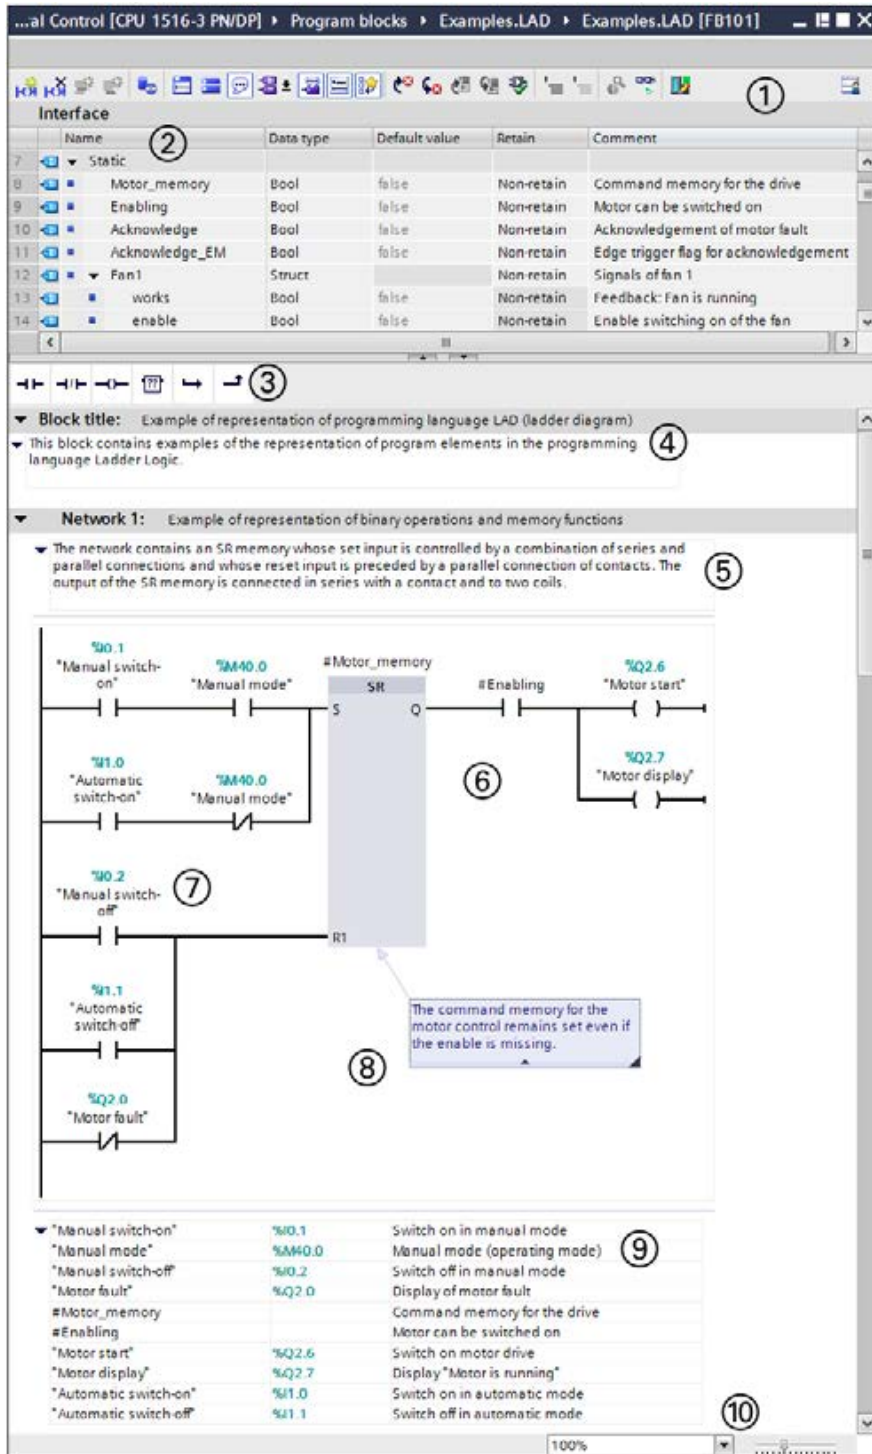 ...al Control [CPU 1516-3 PN/DP] ▸ Program blocks ▸ Examples.LAD ▸ Examples.LAD [FB101]
①
Interface
Name ② Data type Default value Retain Comment
7 Static
8 Motor_memory Bool false Non-retain Command memory for the drive
9 Enabling Bool false Non-retain Motor can be switched on
10 Acknowledge Bool false Non-retain Acknowledgement of motor fault
11 Acknowledge_EM Bool false Non-retain Edge trigger flag for acknowledgement
12 Fan1 Struct Non-retain Signals of fan 1
13 works Bool false Non-retain Feedback: Fan is running
14 enable Bool false Non-retain Enable switching on of the fan
?? ③
Block title: Example of representation of programming language LAD (ladder diagram)
This block contains examples of the representation of program elements in the programming ④
language Ladder Logic.
Network 1: Example of representation of binary operations and memory functions
The network contains an SR memory whose set input is controlled by a combination of series and
parallel connections and whose reset input is preceded by a parallel connection of contacts. The ⑤
output of the SR memory is connected in series with a contact and to two coils.
%I0.1
"Manual switch-
on"
%M40.0
"Manual mode"
#Motor_memory
SR
S Q
#Enabling
%Q2.6
"Motor start"
%I1.0
"Automatic
switch-on"
%M40.0
"Manual mode"
⑥
%Q2.7
"Motor display"
%I0.2
"Manual switch-
off"
⑦
R1
%I1.1
"Automatic
switch-off"
The command memory for the
motor control remains set even if
the enable is missing.
⑧
%Q2.0
"Motor fault"
"Manual switch-on" %I0.1 Switch on in manual mode
"Manual mode" %M40.0 Manual mode (operating mode) ⑨
"Manual switch-off" %I0.2 Switch off in manual mode
"Motor fault" %Q2.0 Display of motor fault
#Motor_memory Command memory for the drive
#Enabling Motor can be switched on
"Motor start" %Q2.6 Switch on motor drive
"Motor display" %Q2.7 Display "Motor is running"
"Automatic switch-on" %I1.0 Switch on in automatic mode
"Automatic switch-off" %I1.1 Switch off in automatic mode
⑩
100%